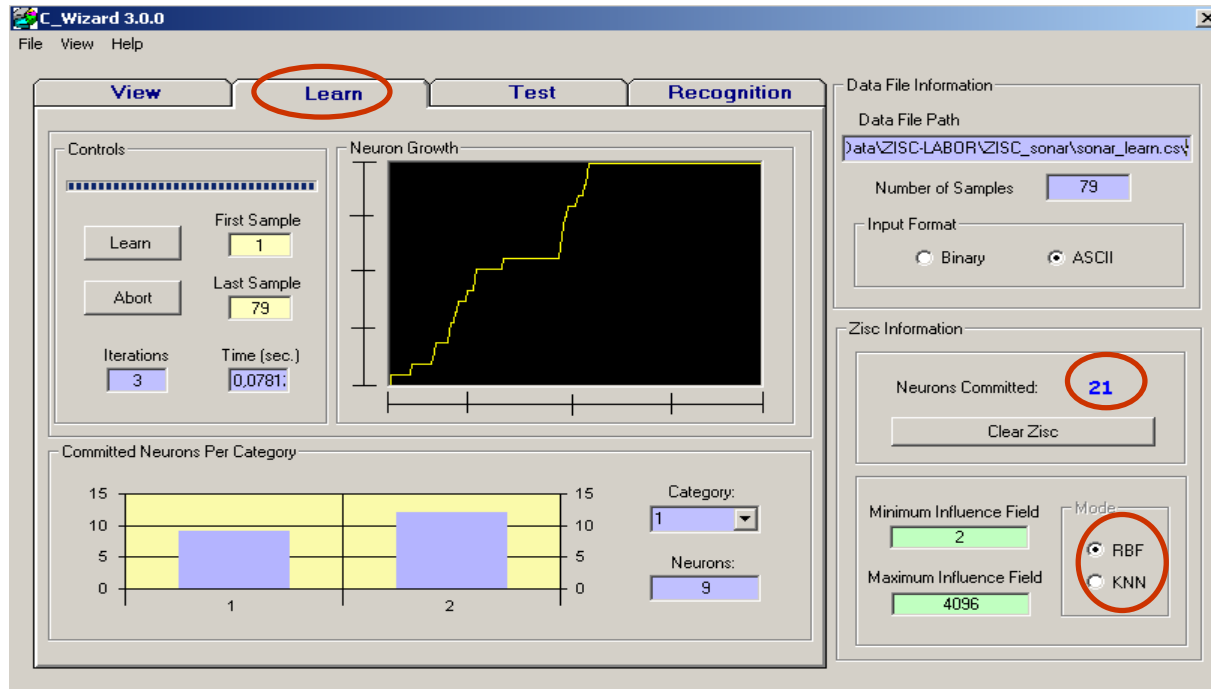 C_Wizard 3.0.0
File View Help
View Learn Test Recognition
Controls
Learn
First Sample
1
Abort
Last Sample
79
Iterations
3
Time (sec.)
0,0781
Neuron Growth
Committed Neurons Per Category
15 15
10 10
5 5
0 0
1 2
Category:
1
Neurons:
9
Data File Information
Data File Path
Data\ZISC-LABOR\ZISC_sonar\sonar_learn.csv
Number of Samples 79
Input Format
Binary ASCII
Zisc Information
Neurons Committed: 21
Clear Zisc
Minimum Influence Field
2
Maximum Influence Field
4096
Mode
RBF
KNN